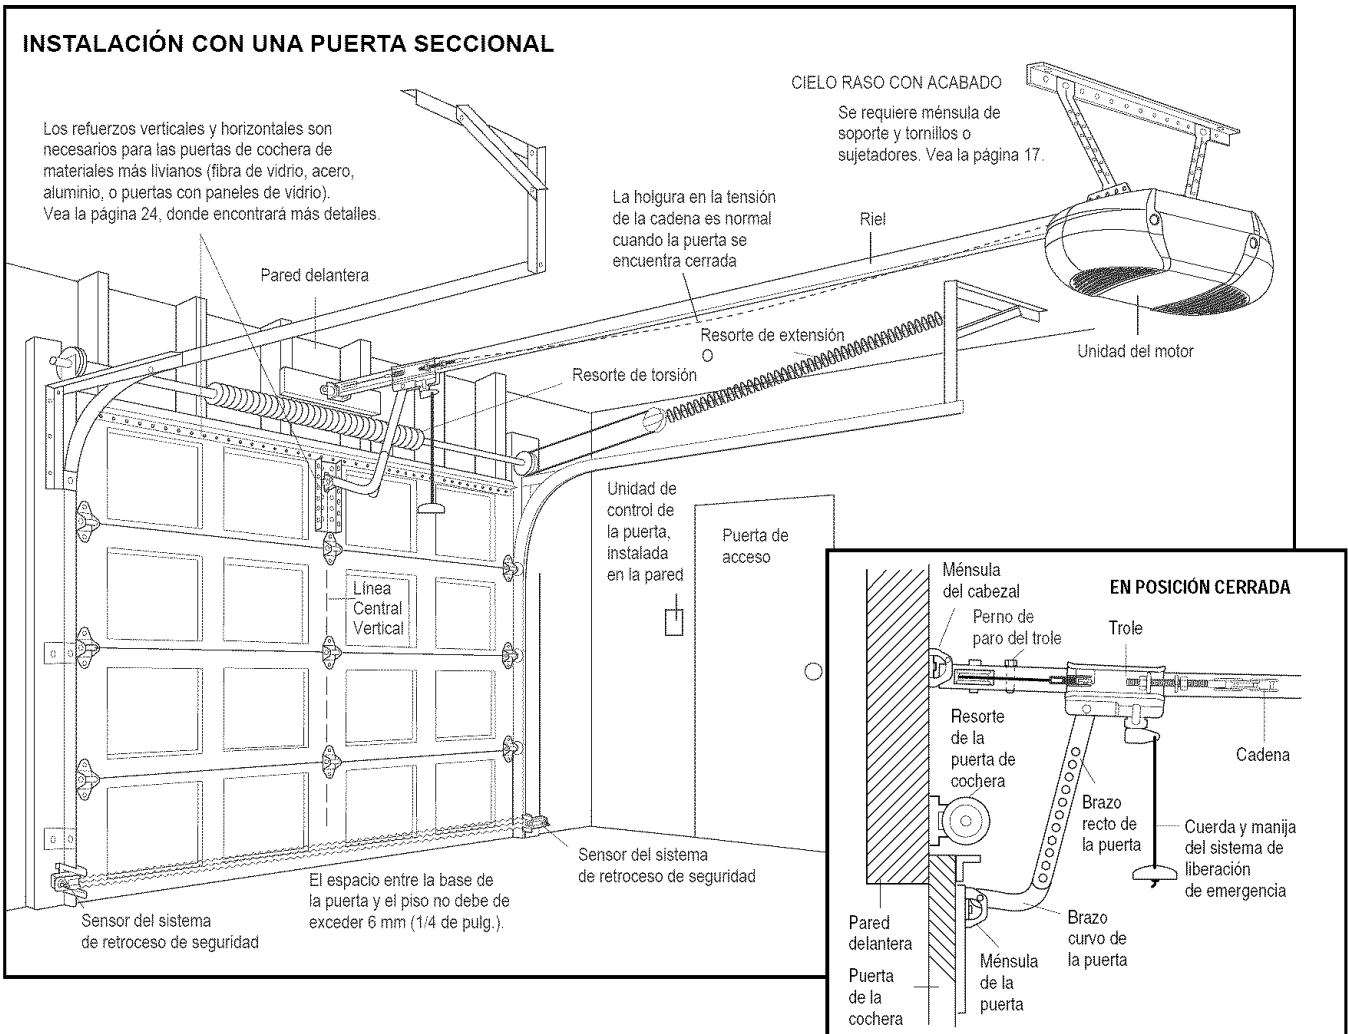 INSTALACIÓN CON UNA PUERTA SECCIONAL
CIELO RASO CON ACABADO
Se requiere ménsula de
soporte y tornillos o
sujetadores. Vea la página 17.
Los refuerzos verticales y horizontales son
necesarios para las puertas de cochera de
materiales más livianos (fibra de vidrio, acero,
aluminio, o puertas con paneles de vidrio).
Vea la página 24, donde encontrará más detalles.
La holgura en la tensión
de la cadena es normal
cuando la puerta se
encuentra cerrada
Riel
Pared delantera
Resorte de extensión
Unidad del motor
Resorte de torsión
Unidad de
control de
la puerta,
instalada
en la pared
Puerta de
acceso
Línea
Central
Vertical
Sensor del sistema
de retroceso de seguridad
El espacio entre la base de
la puerta y el piso no debe de
exceder 6 mm (1/4 de pulg.).
Sensor del sistema
de retroceso de seguridad
EN POSICIÓN CERRADA
Ménsula
del cabezal
Perno de
paro del trole
Trole
Resorte
de la
puerta de
cochera
Cadena
Brazo
recto de
la puerta
Cuerda y manija
del sistema de
liberación
de emergencia
Pared
delantera
Brazo
curvo de
la puerta
Ménsula
de la
puerta
Puerta
de la
cochera